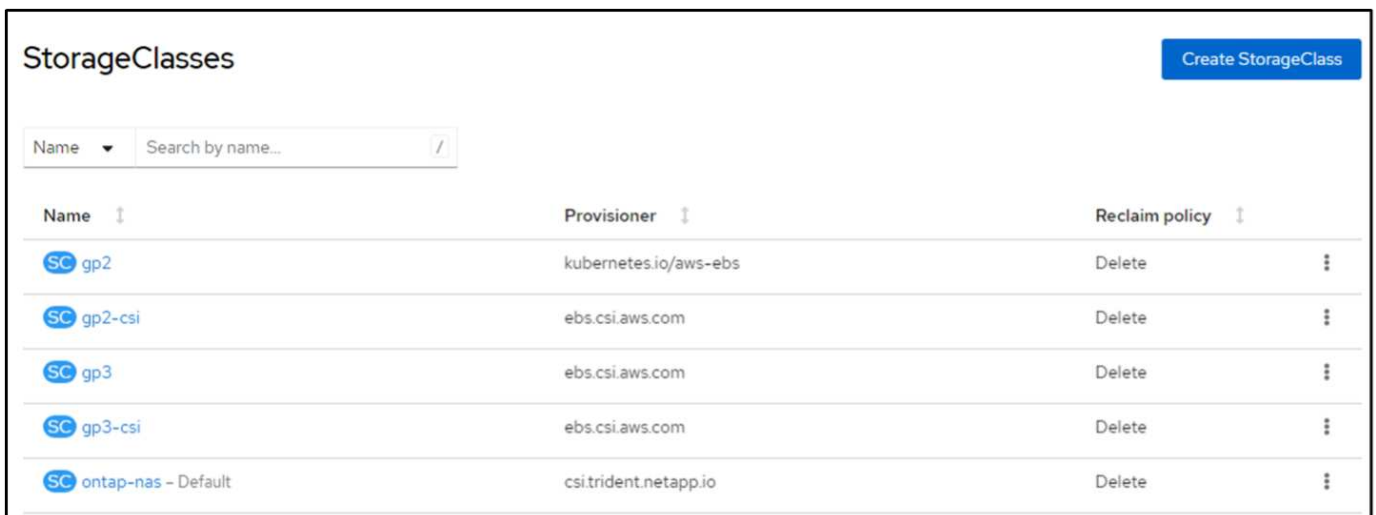 StorageClasses
Create StorageClass
Name Search by name... /
Name Provisioner Reclaim policy
SC gp2 kubernetes.io/aws-ebs Delete
SC gp2-csi ebs.csi.aws.com Delete
SC gp3 ebs.csi.aws.com Delete
SC gp3-csi ebs.csi.aws.com Delete
SC ontap-nas – Default csi.trident.netapp.io Delete